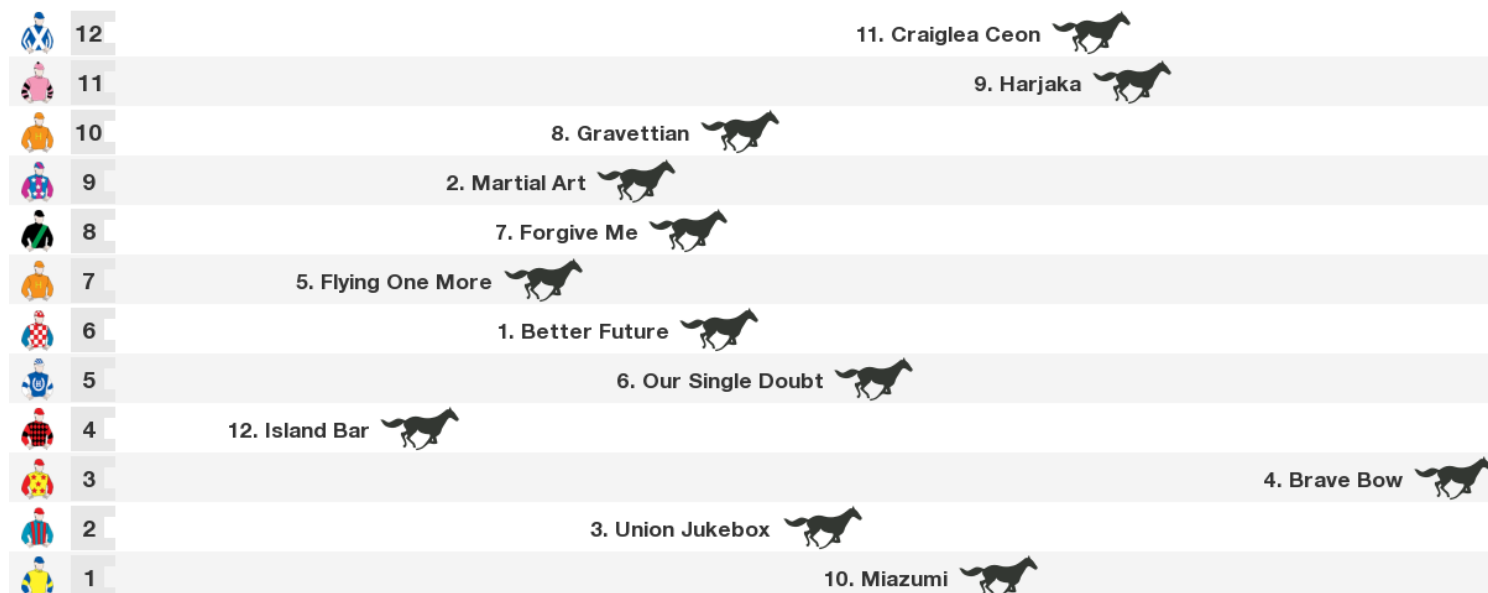 12 11. Craiglea Ceon
11 9. Harjaka
10 8. Gravettian
9 2. Martial Art
8 7. Forgive Me
7 5. Flying One More
6 1. Better Future
5 6. Our Single Doubt
4 12. Island Bar
3 4. Brave Bow
2 3. Union Jukebox
1 10. Miazumi